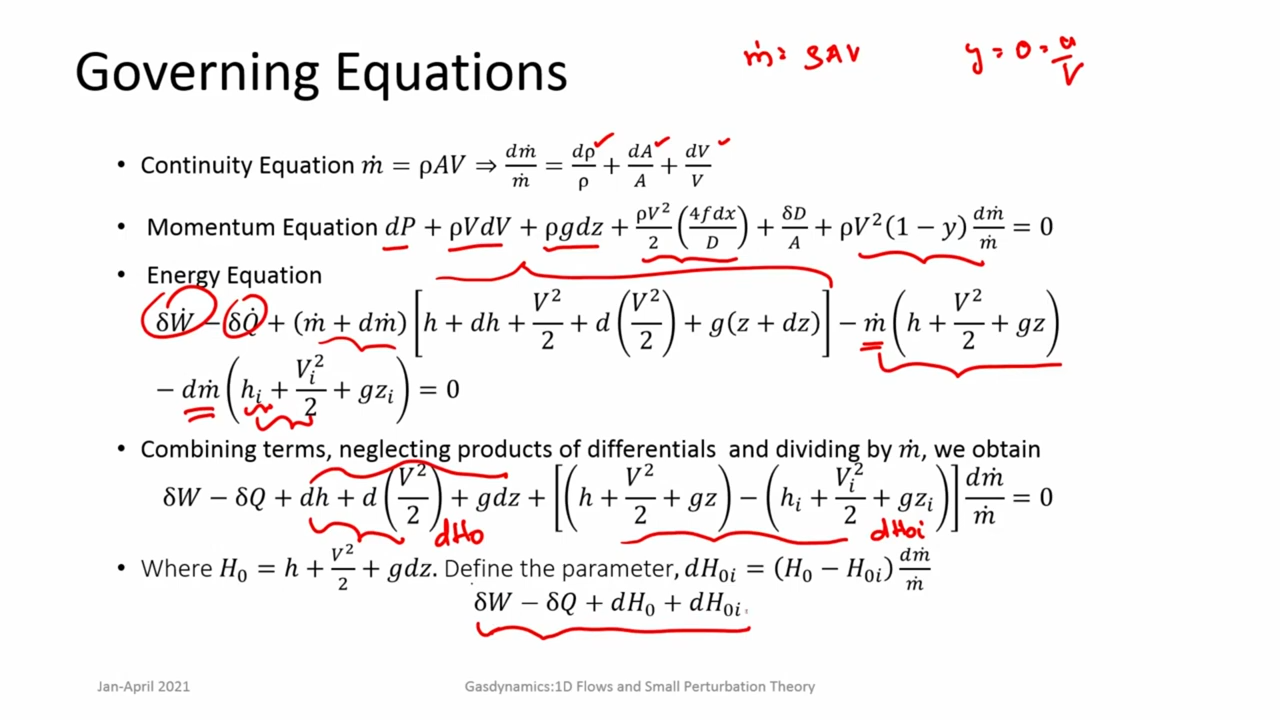 ṁ = ρAV
y = 0 = u/V
Governing Equations
• Continuity Equation ṁ = ρAV ⇒ dṁ/ṁ = dρ/ρ + dA/A + dV/V
• Momentum Equation dP + ρVdV + ρgdz + ρV²/2 (4fdx/D) + δD/A + ρV²(1 − y) dṁ/ṁ = 0
• Energy Equation
δẆ − δQ̇ + (ṁ + dṁ) [h + dh + V²/2 + d(V²/2) + g(z + dz)] − ṁ (h + V²/2 + gz)
− dṁ (hᵢ + Vᵢ²/2 + gzᵢ) = 0
• Combining terms, neglecting products of differentials and dividing by ṁ, we obtain
δW − δQ + dh + d(V²/2) + gdz + [(h + V²/2 + gz) − (hᵢ + Vᵢ²/2 + gzᵢ)] dṁ/ṁ = 0
dH₀ dH₀ᵢ
• Where H₀ = h + V²/2 + gdz. Define the parameter, dH₀ᵢ = (H₀ − H₀ᵢ) dṁ/ṁ
δW − δQ + dH₀ + dH₀ᵢ
Jan-April 2021
Gasdynamics:1D Flows and Small Perturbation Theory